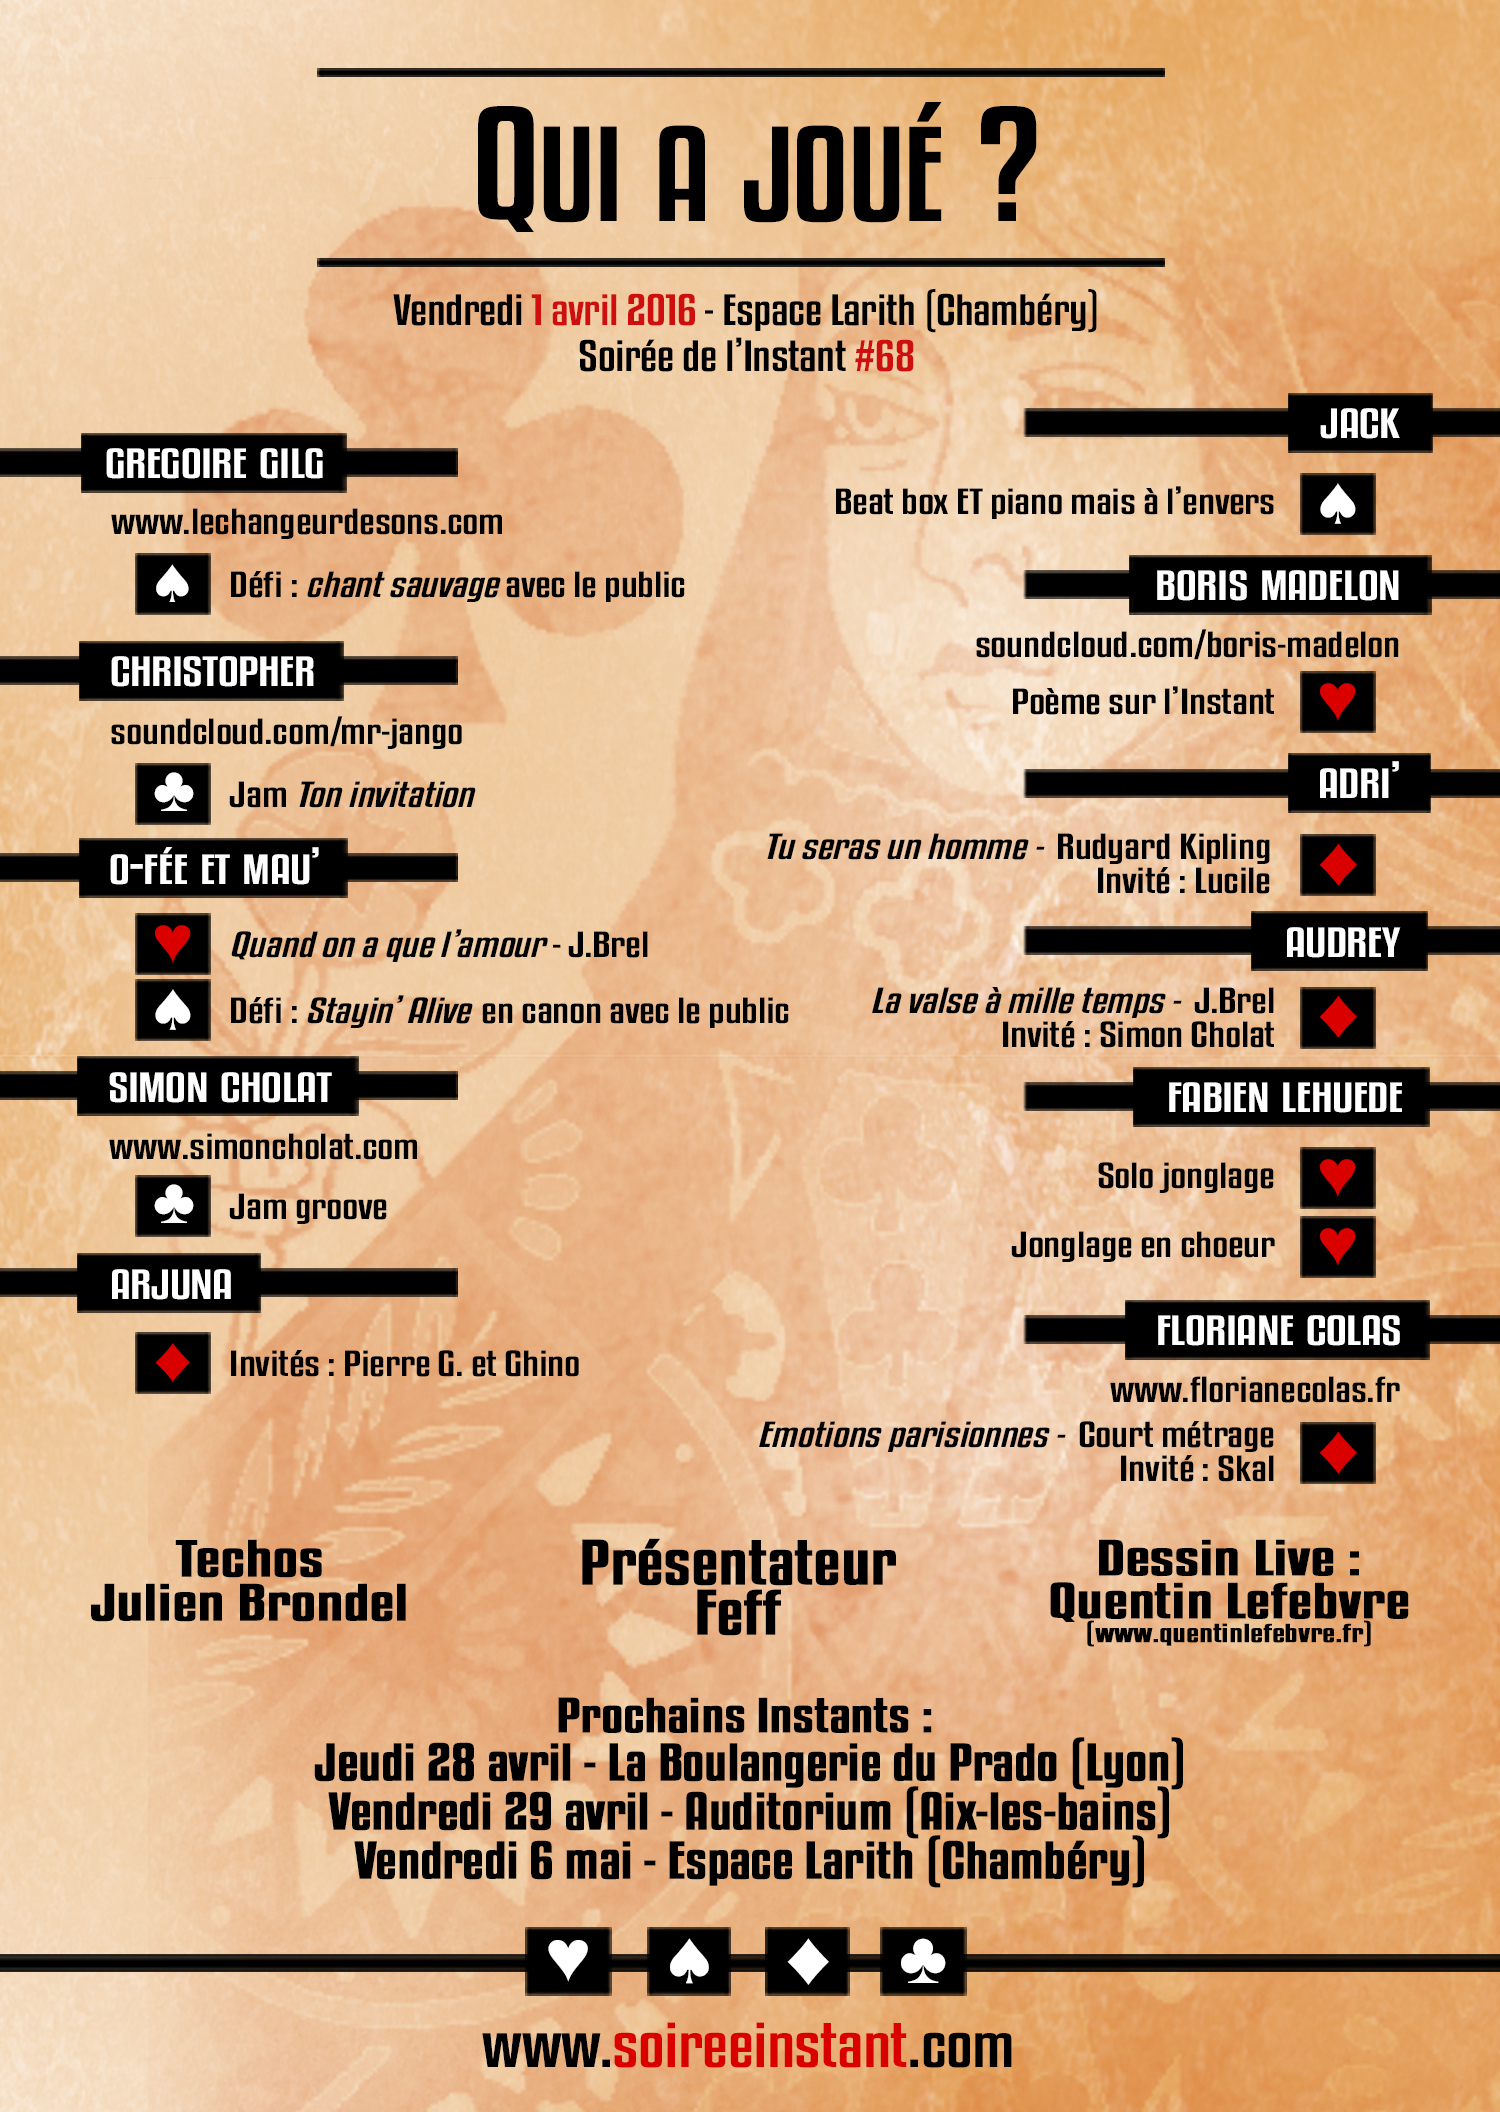 Qui a joué ?
Vendredi 1 avril 2016 - Espace Larith (Chambéry)
Soirée de l'Instant #68
GREGOIRE GILG
www.lechangeurdesons.com
Défi : chant sauvage avec le public
CHRISTOPHER
soundcloud.com/mr-jango
Jam Ton invitation
O-FÉE ET MAU'
Quand on a que l'amour - J.Brel
Défi : Stayin' Alive en canon avec le public
SIMON CHOLAT
www.simoncholat.com
Jam groove
ARJUNA
Invités : Pierre G. et Ghino
JACK
Beat box ET piano mais à l'envers
BORIS MADELON
soundcloud.com/boris-madelon
Poème sur l'Instant
ADRI'
Tu seras un homme - Rudyard Kipling
Invité : Lucile
AUDREY
La valse à mille temps - J.Brel
Invité : Simon Cholat
FABIEN LEHUEDE
Solo jonglage
Jonglage en choeur
FLORIANE COLAS
www.florianecolas.fr
Emotions parisionnes - Court métrage
Invité : Skal
Techos
Julien Brondel
Présentateur
Feff
Dessin Live :
Quentin Lefebvre
(www.quentinlefebvre.fr)
Prochains Instants :
Jeudi 28 avril - La Boulangerie du Prado (Lyon)
Vendredi 29 avril - Auditorium (Aix-les-bains)
Vendredi 6 mai - Espace Larith (Chambéry)
www.soireeinstant.com